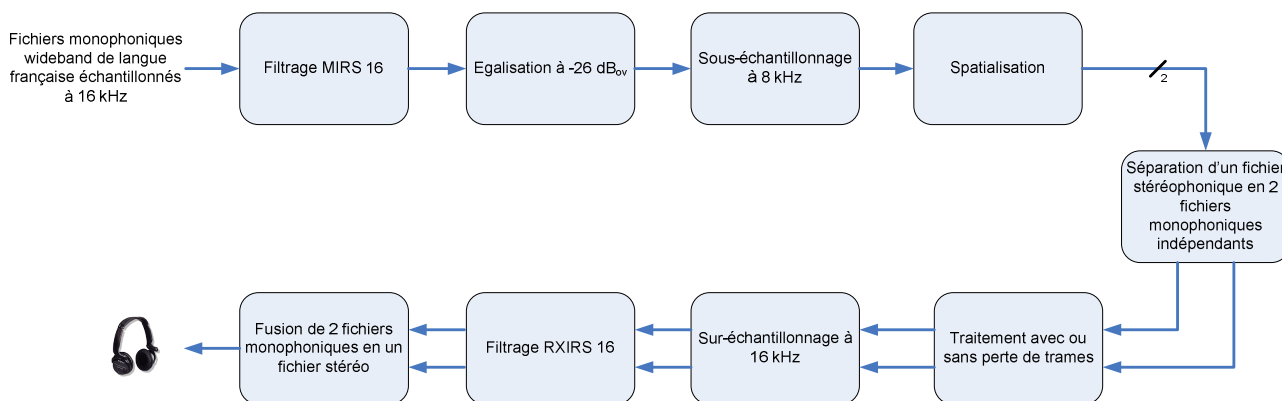 Fichiers monophoniques
wideband de langue
française échantillonnés
à 16 kHz
Filtrage MIRS 16
Egalisation à -26 dBov
Sous-échantillonnage
à 8 kHz
Spatialisation
2
Séparation d'un fichier
stéréophonique en 2
fichiers
monophoniques
indépendants
Fusion de 2 fichiers
monophoniques en un
fichier stéréo
Filtrage RXIRS 16
Sur-échantillonnage à
16 kHz
Traitement avec ou
sans perte de trames